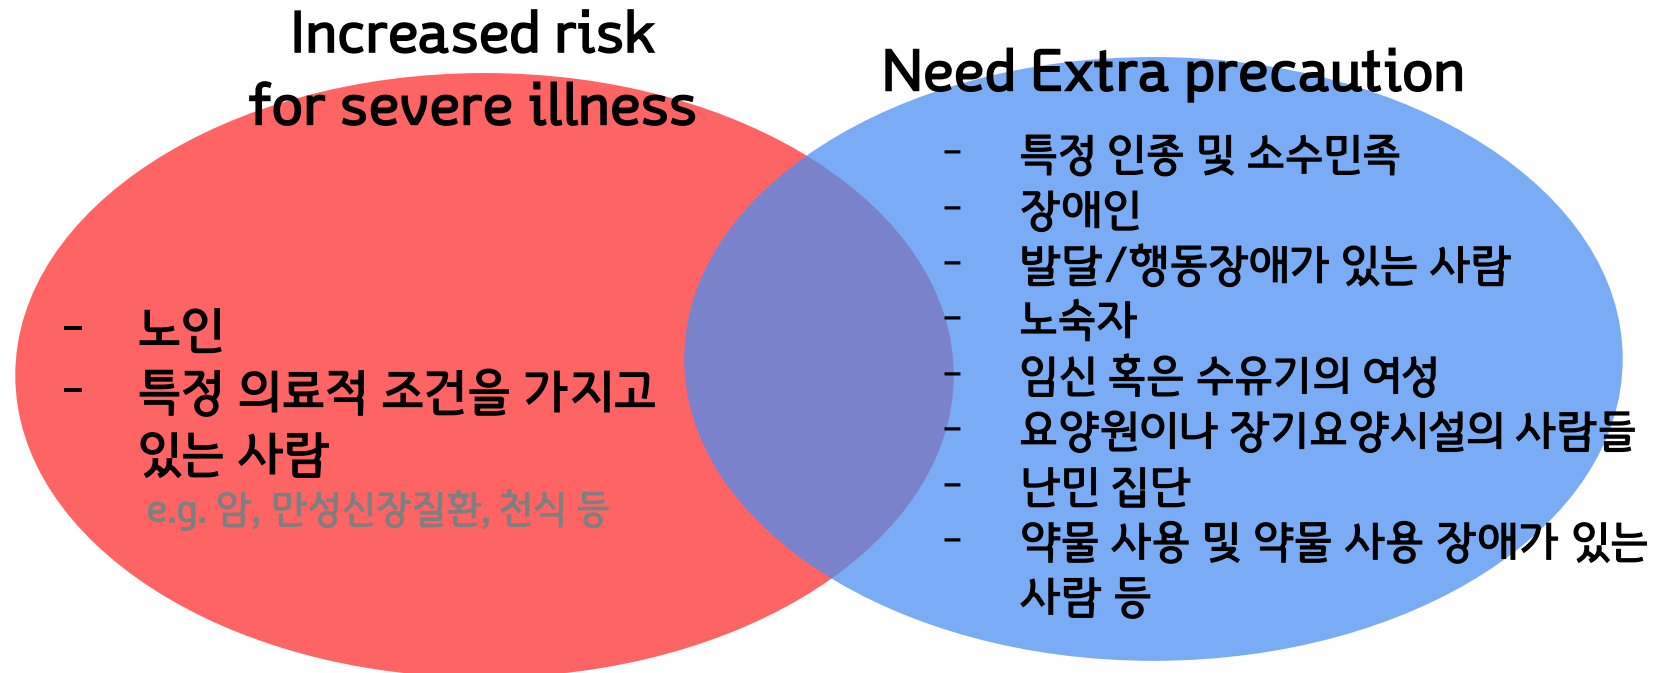 Increased risk
for severe illness
- 노인
- 특정 의료적 조건을 가지고
있는 사람
e.g. 암, 만성신장질환, 천식 등
Need Extra precaution
- 특정 인종 및 소수민족
- 장애인
- 발달/행동장애가 있는 사람
- 노숙자
- 임신 혹은 수유기의 여성
- 요양원이나 장기요양시설의 사람들
- 난민 집단
- 약물 사용 및 약물 사용 장애가 있는
사람 등